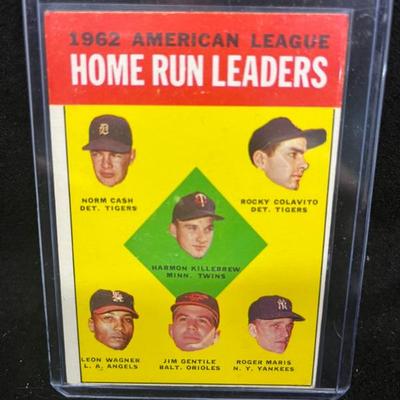 1962 AMERICAN LEAGUE
HOME RUN LEADERS
NORM CASH
DET. TIGERS
ROCKY COLAVITO
DET. TIGERS
HARMON KILLEBREW
MINN. TWINS
LEON WAGNER
L. A. ANGELS
JIM GENTILE
BALT. ORIOLES
ROGER MARIS
N. Y. YANKEES